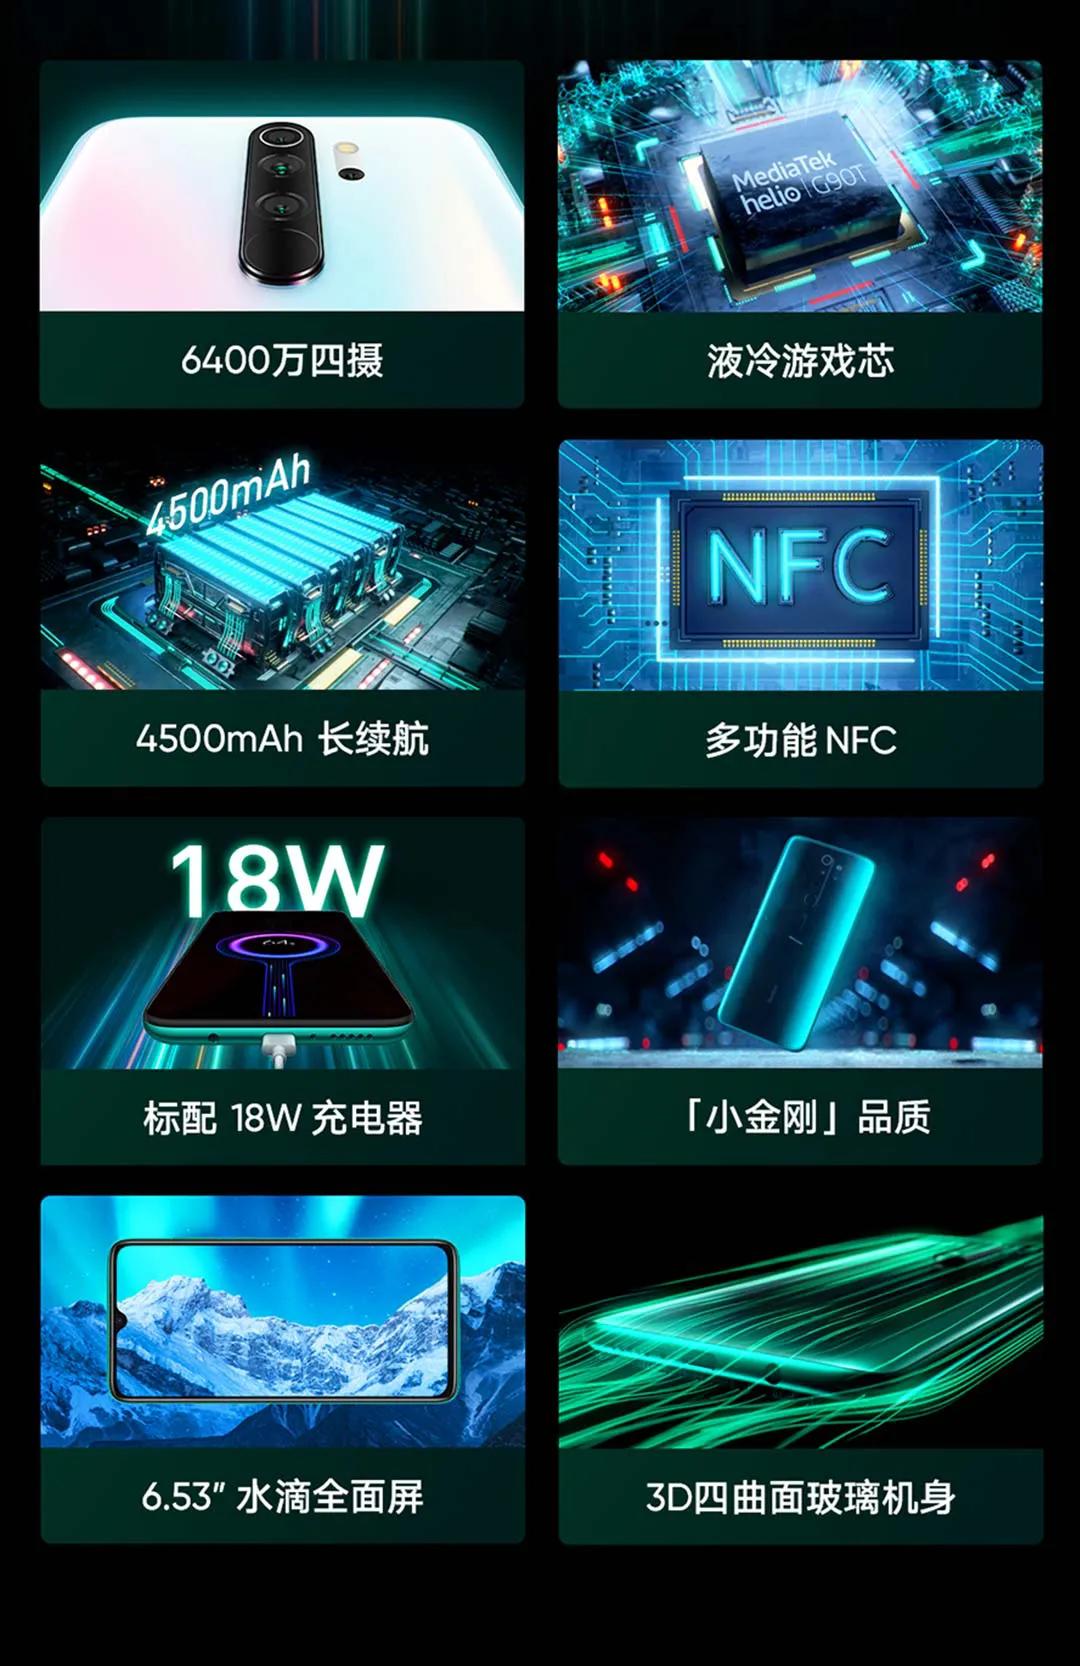 6400万四摄
MediaTek
helio G90T
液冷游戏芯
4500mAh
4500mAh 长续航
NFC
多功能 NFC
18W
标配 18W 充电器
「小金刚」品质
6.53″ 水滴全面屏
3D四曲面玻璃机身